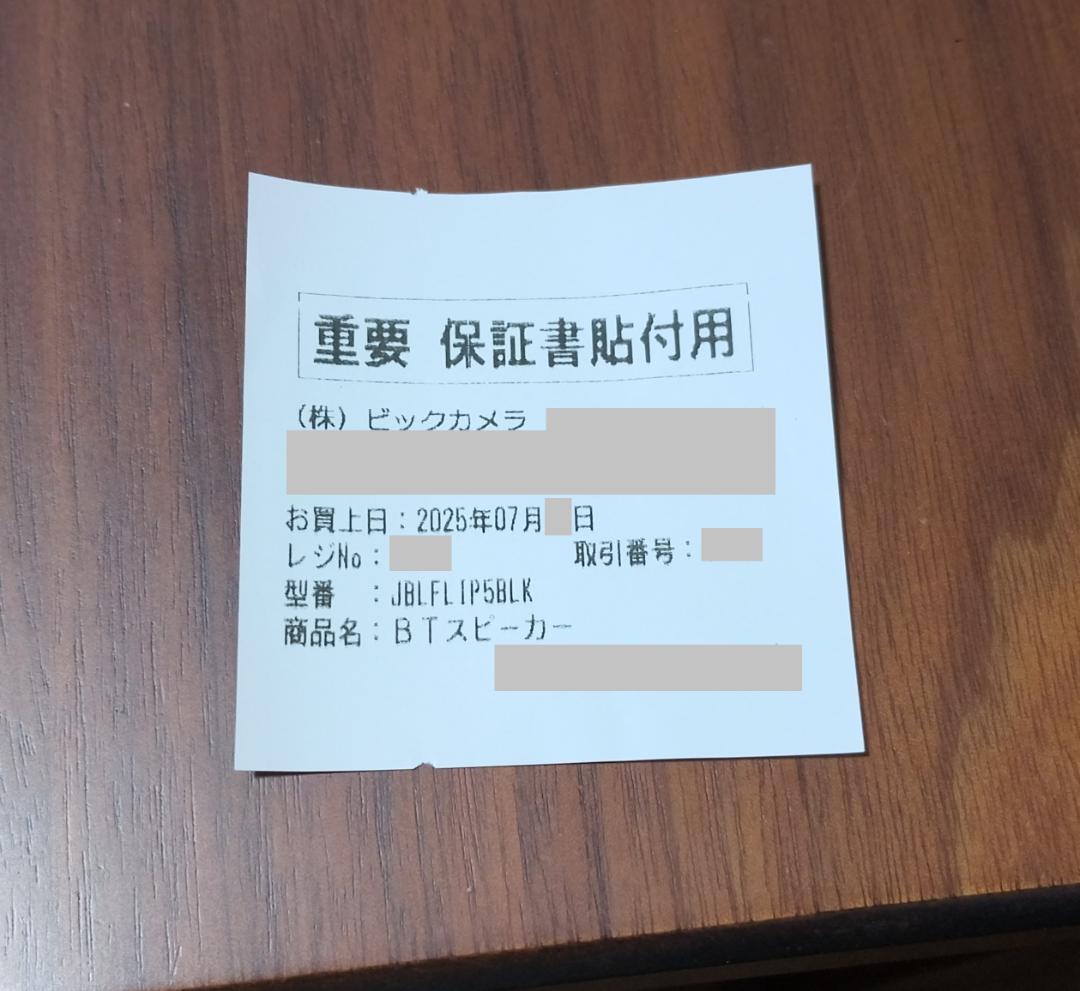 重要 保証書貼付用
(株) ビックカメラ
お買上日:2025年07月 日
レジNo: 取引番号:
型番 :JBLFLIP5BLK
商品名:BTスピーカー